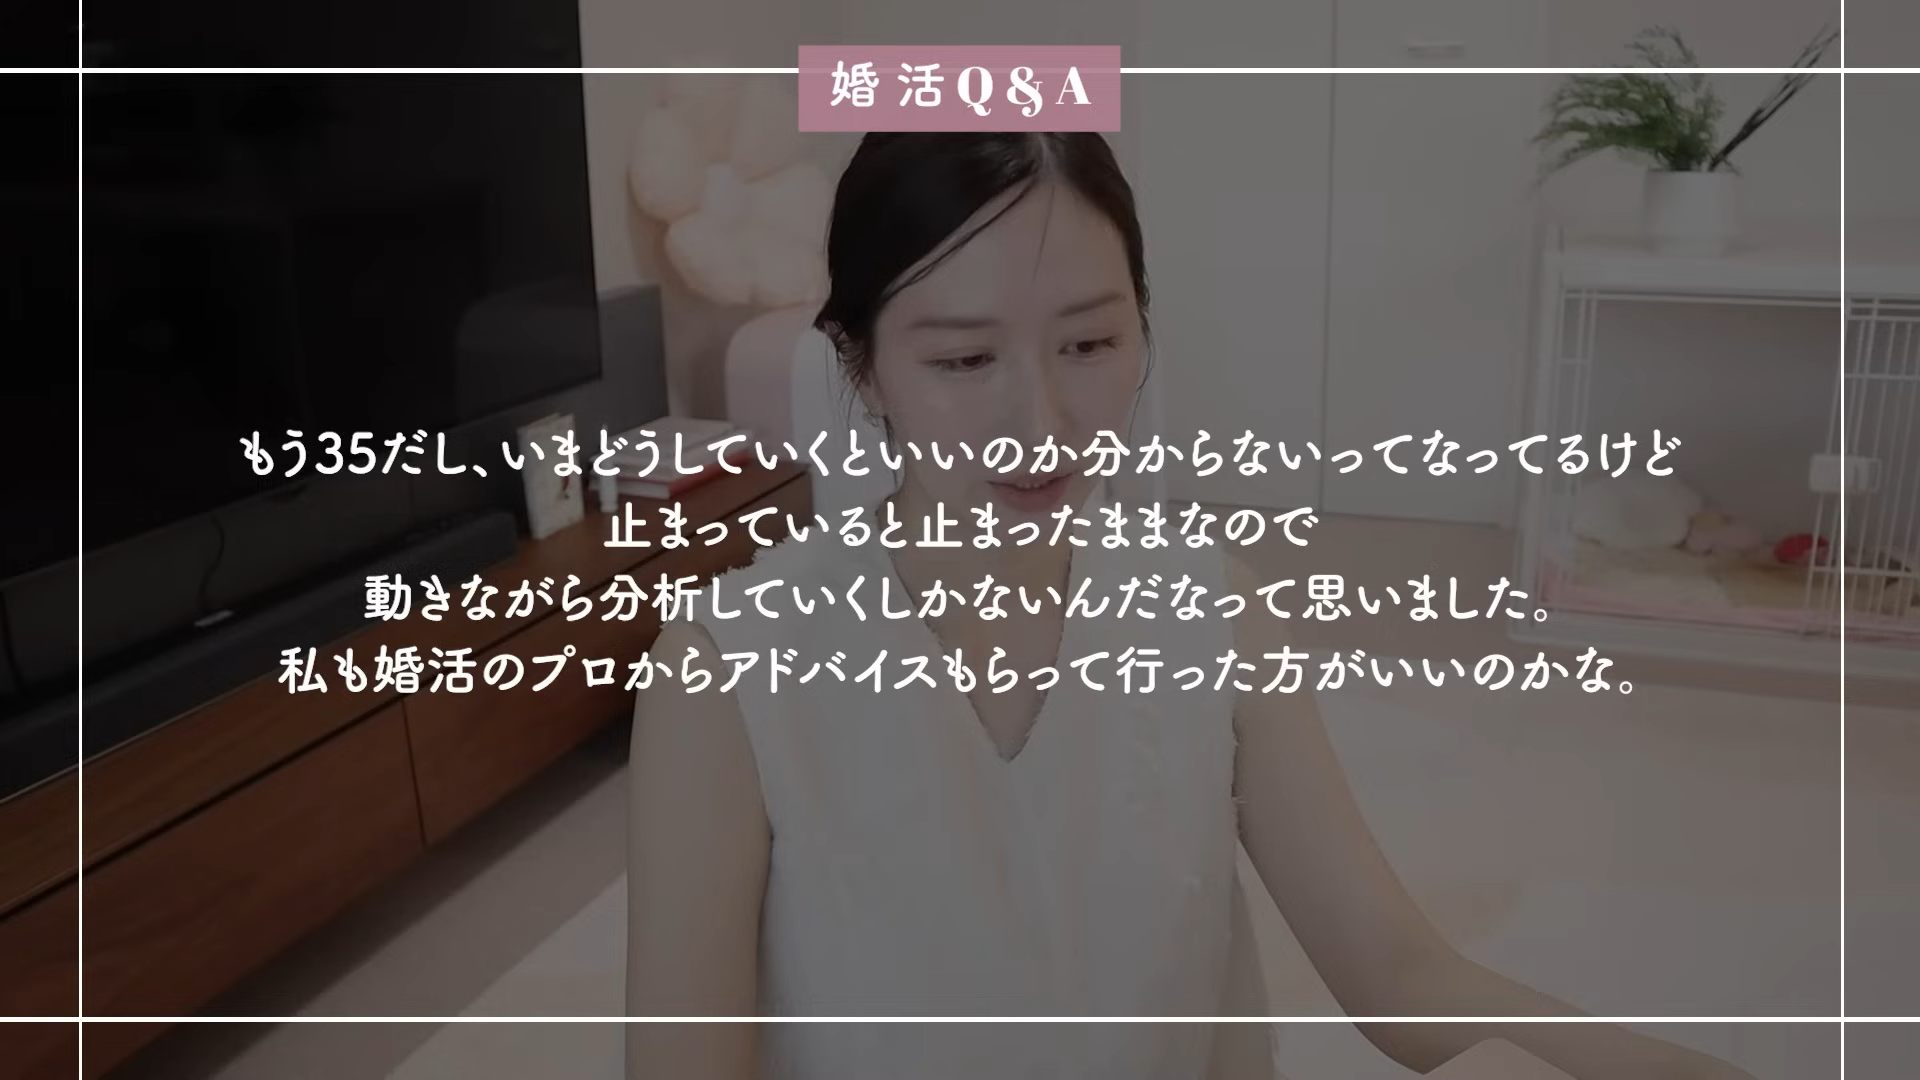 婚活Q&A
もう35だし、いまどうしていくといいのか分からないってなってるけど
止まっていると止まったままなので
動きながら分析していくしかないんだなって思いました。
私も婚活のプロからアドバイスもらって行った方がいいのかな。